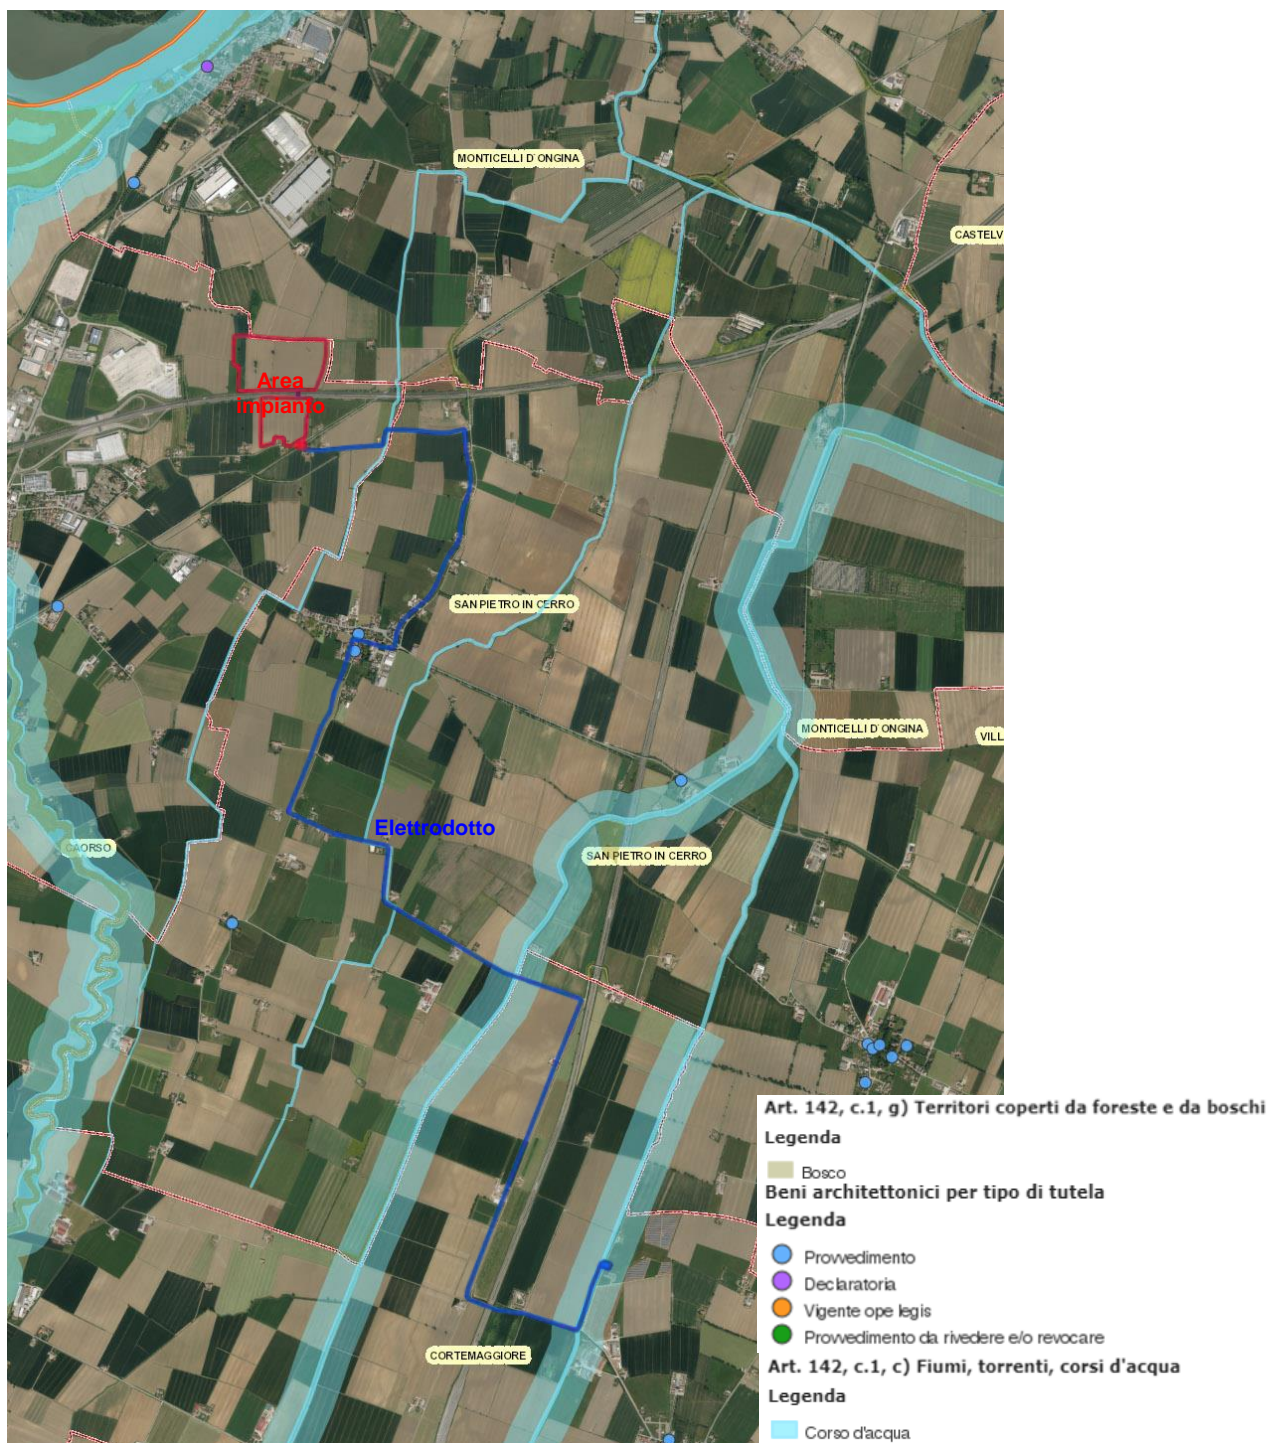 MONTICELLI D'ONGINA
CASTELV
Area
impianto
SAN PIETRO IN CERRO
MONTICELLI D'ONGINA
VILL
Elettrodotto
CAORSO
SAN PIETRO IN CERRO
CORTEMAGGIORE
Art. 142, c.1, g) Territori coperti da foreste e da boschi
Legenda
Bosco
Beni architettonici per tipo di tutela
Legenda
Provvedimento
Declaratoria
Vigente ope legis
Provvedimento da rivedere e/o revocare
Art. 142, c.1, c) Fiumi, torrenti, corsi d'acqua
Legenda
Corso d'acqua